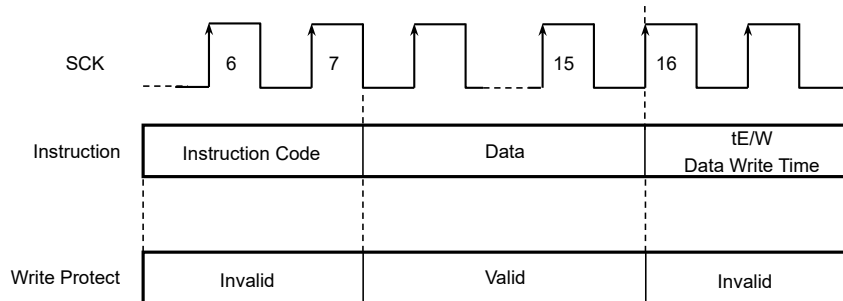 SCK 6 7 15 16
Instruction Instruction Code Data tE/W
Data Write Time
Write Protect Invalid Valid Invalid